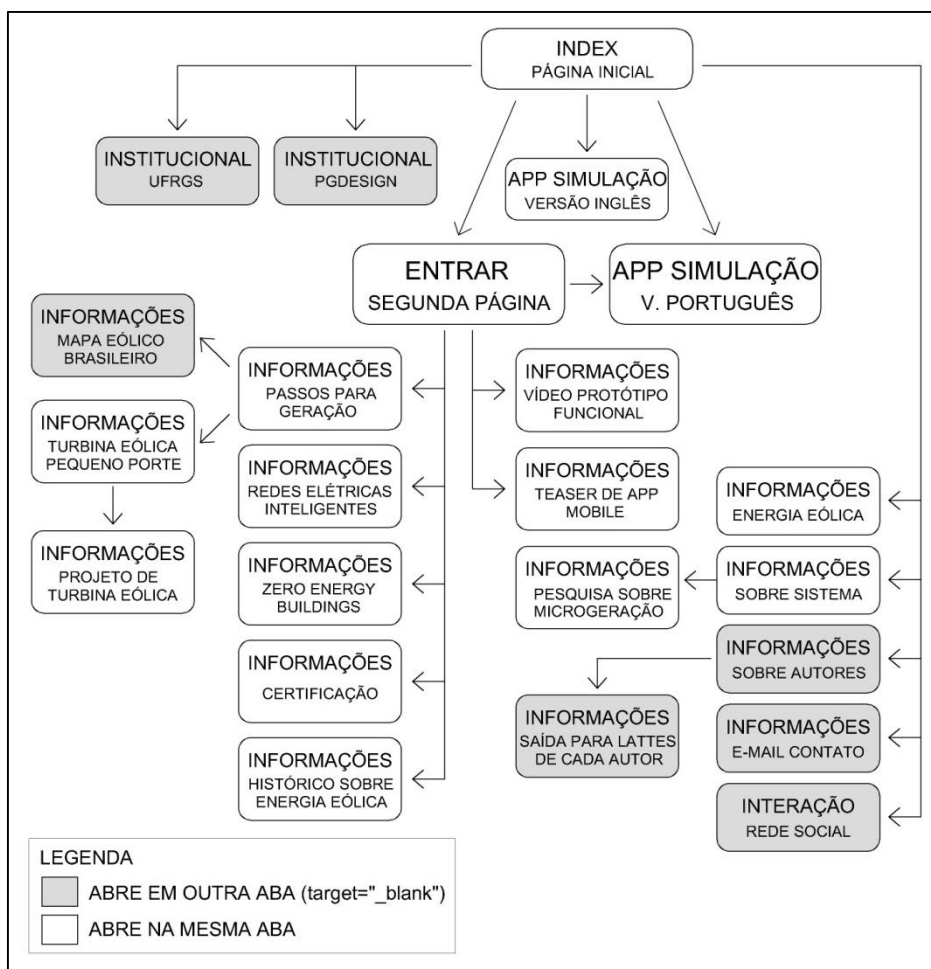 INDEX
PÁGINA INICIAL
INSTITUCIONAL
UFRGS
INSTITUCIONAL
PGDESIGN
APP SIMULAÇÃO
VERSÃO INGLÊS
ENTRAR
SEGUNDA PÁGINA
APP SIMULAÇÃO
V. PORTUGUÊS
INFORMAÇÕES
MAPA EÓLICO
BRASILEIRO
INFORMAÇÕES
PASSOS PARA
GERAÇÃO
INFORMAÇÕES
VÍDEO PROTÓTIPO
FUNCIONAL
INFORMAÇÕES
TURBINA EÓLICA
PEQUENO PORTE
INFORMAÇÕES
REDES ELÉTRICAS
INTELIGENTES
INFORMAÇÕES
TEASER DE APP
MOBILE
INFORMAÇÕES
ENERGIA EÓLICA
INFORMAÇÕES
PROJETO DE
TURBINA EÓLICA
INFORMAÇÕES
ZERO ENERGY
BUILDINGS
INFORMAÇÕES
PESQUISA SOBRE
MICROGERAÇÃO
INFORMAÇÕES
SOBRE SISTEMA
INFORMAÇÕES
SOBRE AUTORES
INFORMAÇÕES
CERTIFICAÇÃO
INFORMAÇÕES
SAÍDA PARA LATTES
DE CADA AUTOR
INFORMAÇÕES
E-MAIL CONTATO
INFORMAÇÕES
HISTÓRICO SOBRE
ENERGIA EÓLICA
INTERAÇÃO
REDE SOCIAL
LEGENDA
ABRE EM OUTRA ABA (target="_blank")
ABRE NA MESMA ABA